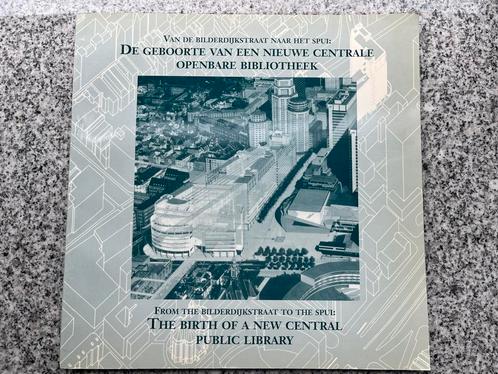 VAN DE BILDERDIJKSTRAAT NAAR HET SPUI:
DE GEBOORTE VAN EEN NIEUWE CENTRALE
OPENBARE BIBLIOTHEEK
FROM THE BILDERDIJKSTRAAT TO THE SPUI:
THE BIRTH OF A NEW CENTRAL
PUBLIC LIBRARY